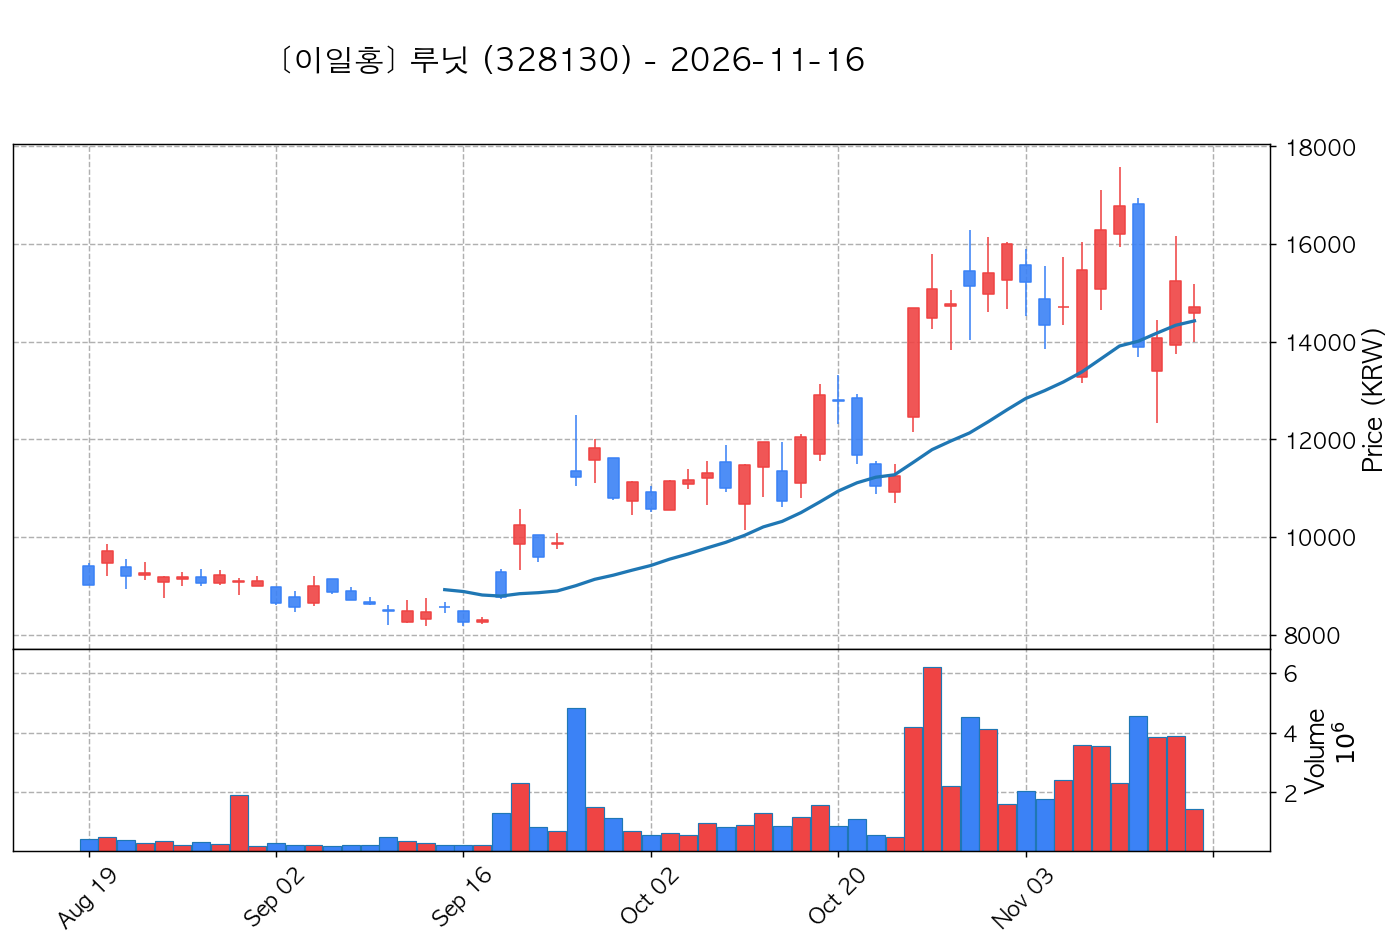 [이일홍] 루닛 (328130) - 2026-11-16
18000
16000
14000
12000
10000
8000
Price (KRW)
6
4
2
Volume
10⁶
Aug 19
Sep 02
Sep 16
Oct 02
Oct 20
Nov 03